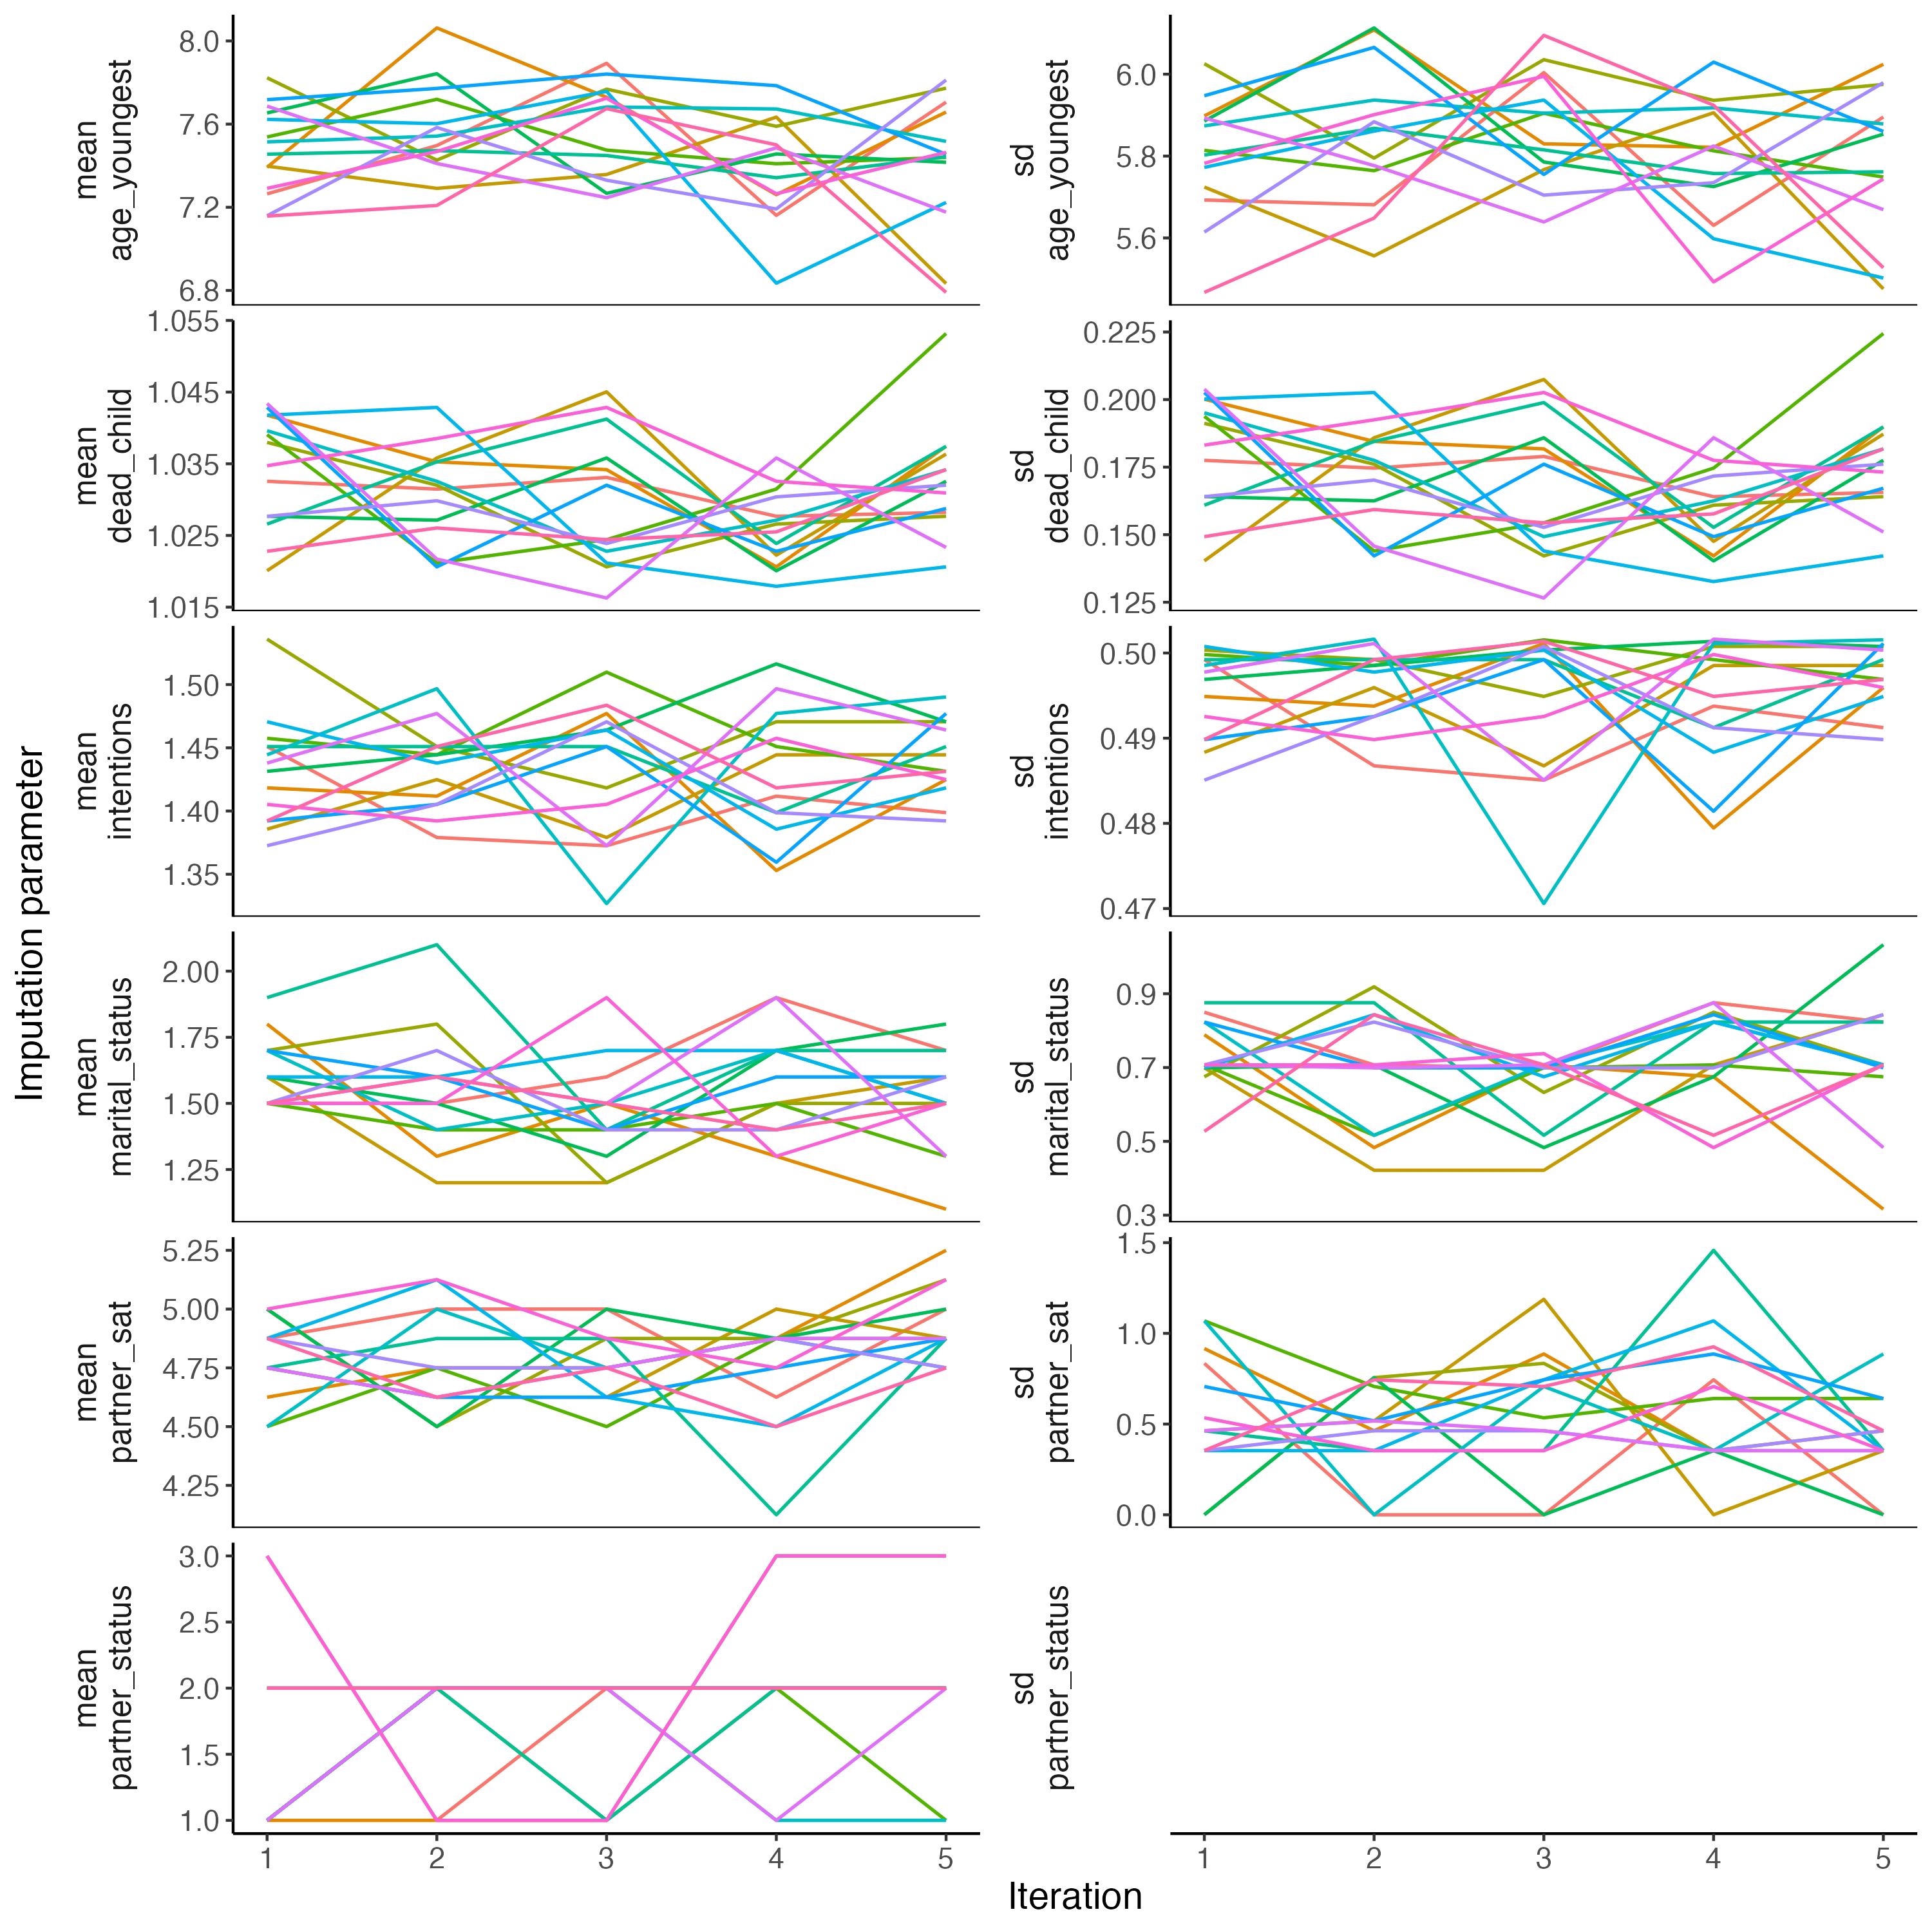 Imputation parameter
mean
age_youngest
8.0
7.6
7.2
6.8
sd
age_youngest
6.0
5.8
5.6
mean
dead_child
1.055
1.045
1.035
1.025
1.015
sd
dead_child
0.225
0.200
0.175
0.150
0.125
mean
intentions
1.50
1.45
1.40
1.35
sd
intentions
0.50
0.49
0.48
0.47
mean
marital_status
2.00
1.75
1.50
1.25
sd
marital_status
0.9
0.7
0.5
0.3
mean
partner_sat
5.25
5.00
4.75
4.50
4.25
sd
partner_sat
1.5
1.0
0.5
0.0
mean
partner_status
3.0
2.5
2.0
1.5
1.0
sd
partner_status
1 2 3 4 5
1 2 3 4 5
Iteration